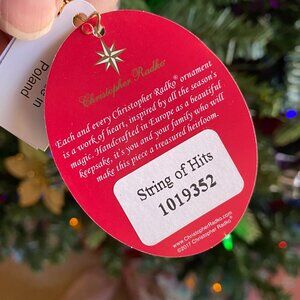 de in
Poland
Christopher Radko
Each and every Christopher Radko® ornament
is a work of heart, inspired by all the season's
magic. Handcrafted in Europe as a beautiful
keepsake, it's you and your family who will
make this piece a treasured heirloom.
String of Hits
1019352
www.ChristopherRadko.com
©2017 Christopher Radko®